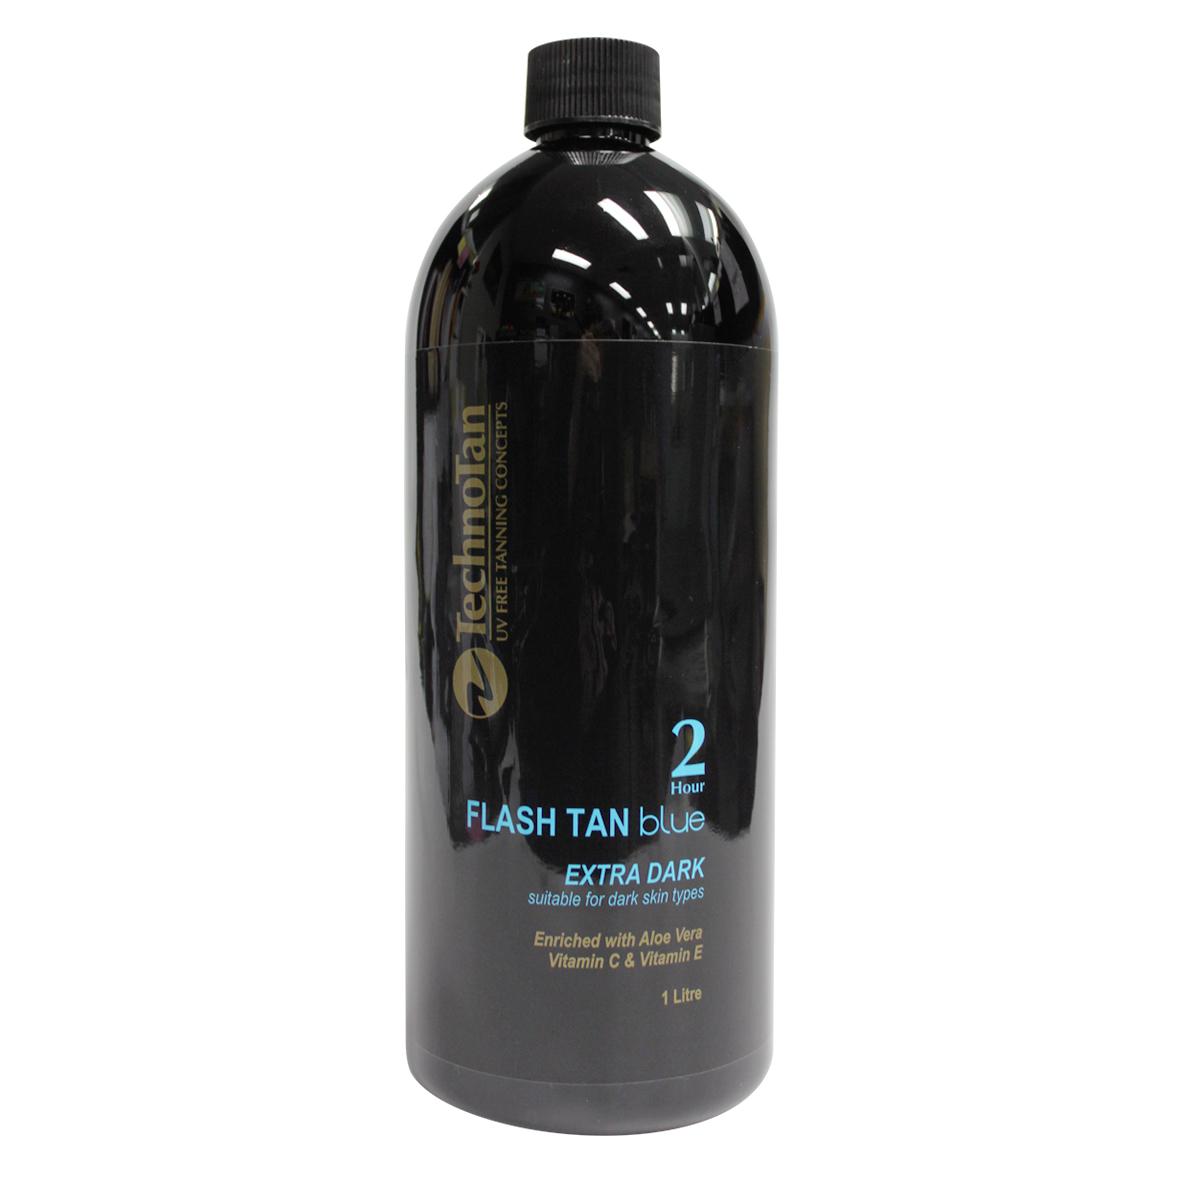 TechnoTan
UV FREE TANNING CONCEPTS
2
Hour
FLASH TAN blue
EXTRA DARK
suitable for dark skin types
Enriched with Aloe Vera
Vitamin C & Vitamin E
1 Litre